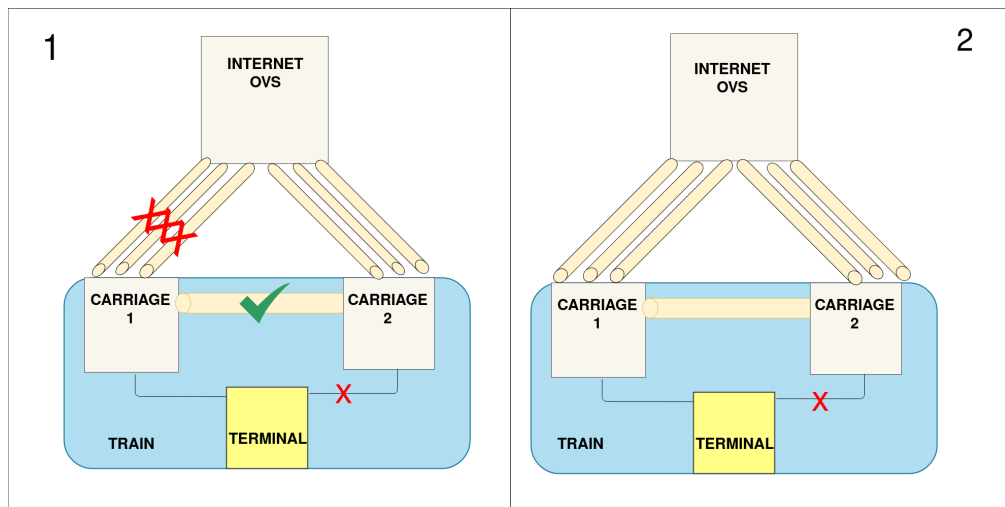 1
INTERNET
OVS
CARRIAGE
1
CARRIAGE
2
X
TERMINAL
TRAIN
2
INTERNET
OVS
CARRIAGE
1
CARRIAGE
2
X
TERMINAL
TRAIN